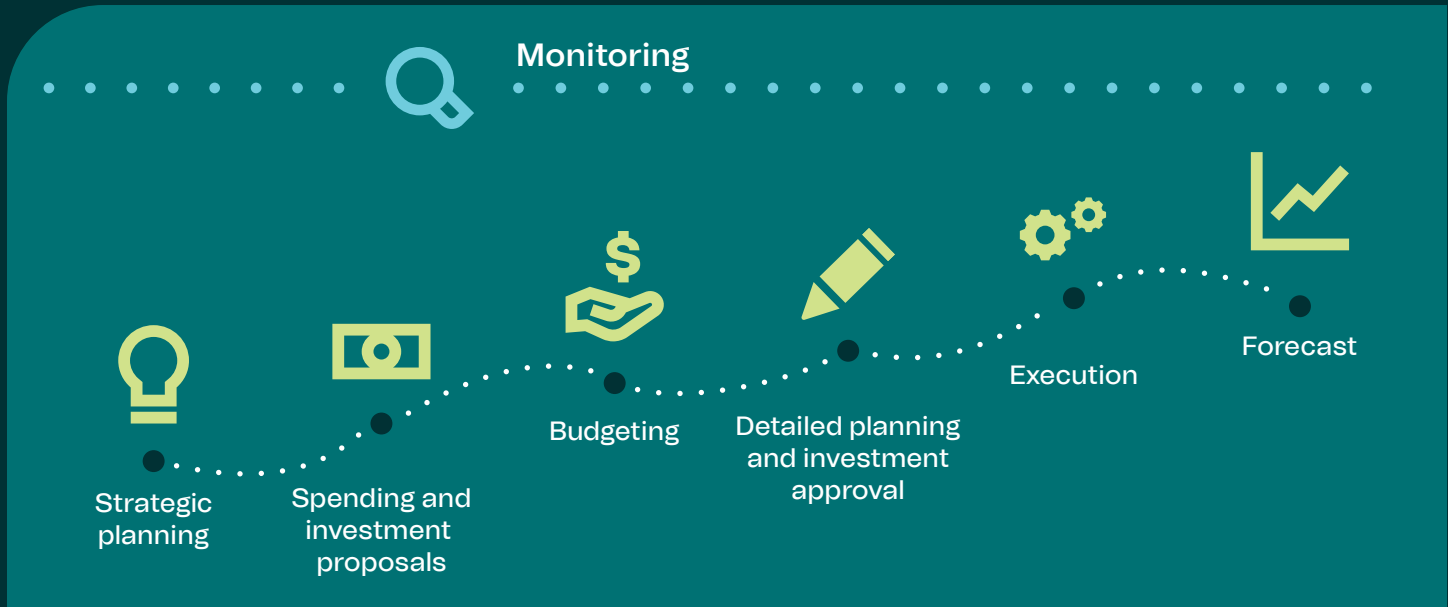 Monitoring
$
Strategic
planning
Spending and
investment
proposals
Budgeting
Detailed planning
and investment
approval
Execution
Forecast